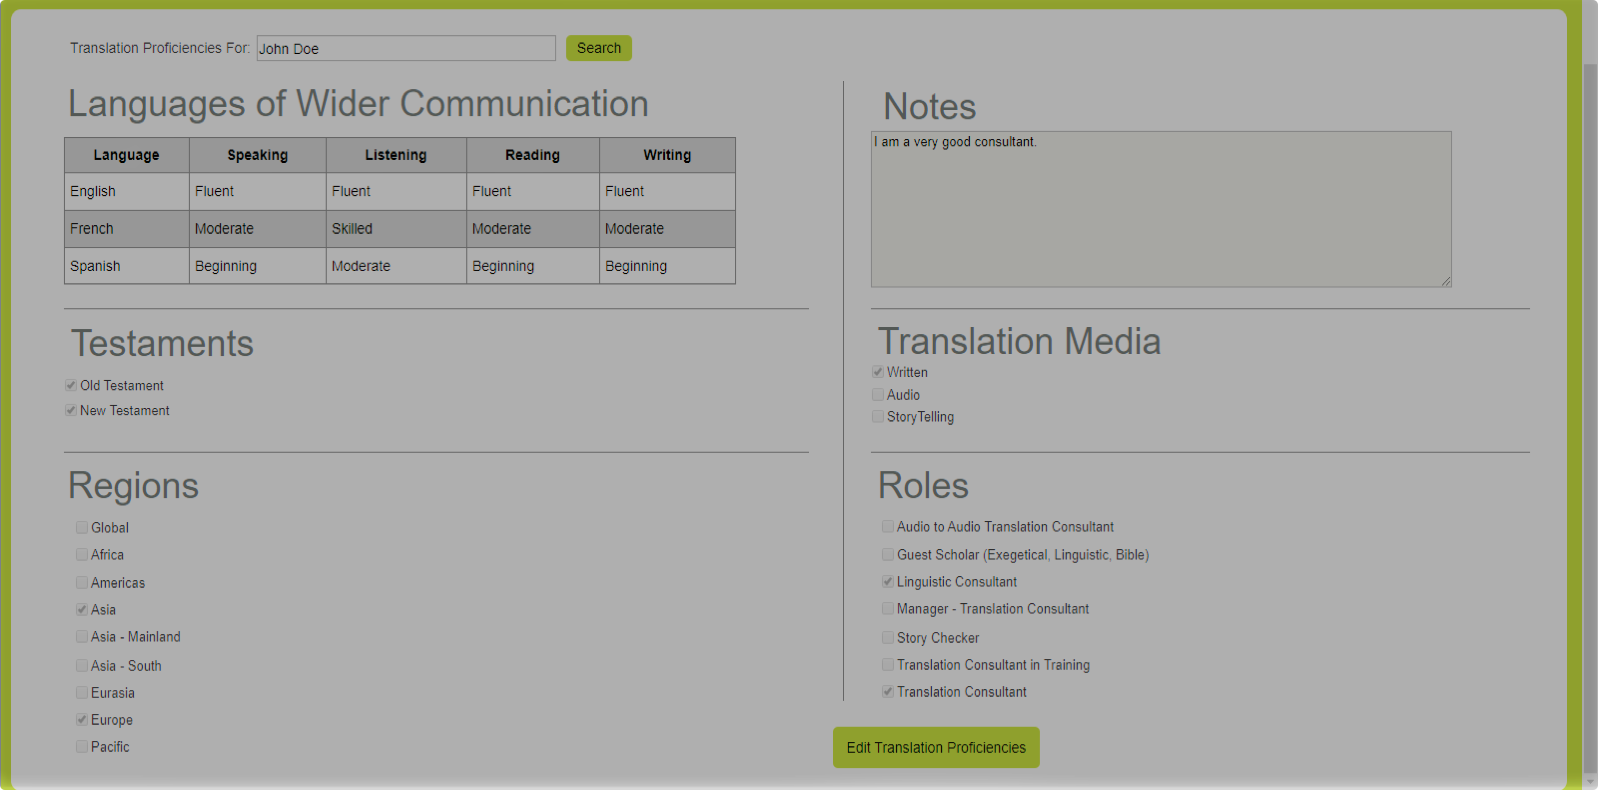 Translation Proficiencies For: John Doe Search
Languages of Wider Communication
Language Speaking Listening Reading Writing
English Fluent Fluent Fluent Fluent
French Moderate Skilled Moderate Moderate
Spanish Beginning Moderate Beginning Beginning
Notes
I am a very good consultant.
Testaments
Old Testament
New Testament
Translation Media
Written
Audio
StoryTelling
Regions
Global
Africa
Americas
Asia
Asia - Mainland
Asia - South
Eurasia
Europe
Pacific
Roles
Audio to Audio Translation Consultant
Guest Scholar (Exegetical, Linguistic, Bible)
Linguistic Consultant
Manager - Translation Consultant
Story Checker
Translation Consultant in Training
Translation Consultant
Edit Translation Proficiencies